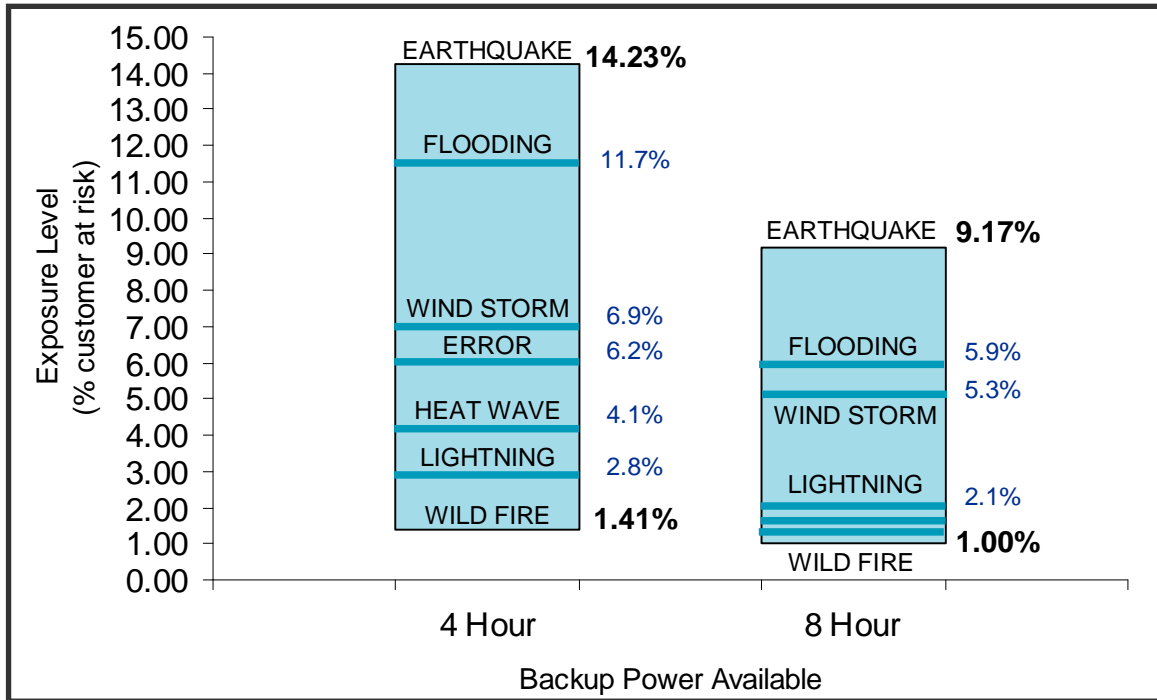 15.00
14.00
13.00
12.00
11.00
10.00
9.00
8.00
7.00
6.00
5.00
4.00
3.00
2.00
1.00
0.00
Exposure Level
(% customer at risk)
EARTHQUAKE 14.23%
FLOODING 11.7%
WIND STORM 6.9%
ERROR 6.2%
HEAT WAVE 4.1%
LIGHTNING 2.8%
WILD FIRE 1.41%
EARTHQUAKE 9.17%
FLOODING 5.9%
5.3%
WIND STORM
LIGHTNING 2.1%
1.00%
WILD FIRE
4 Hour
8 Hour
Backup Power Available